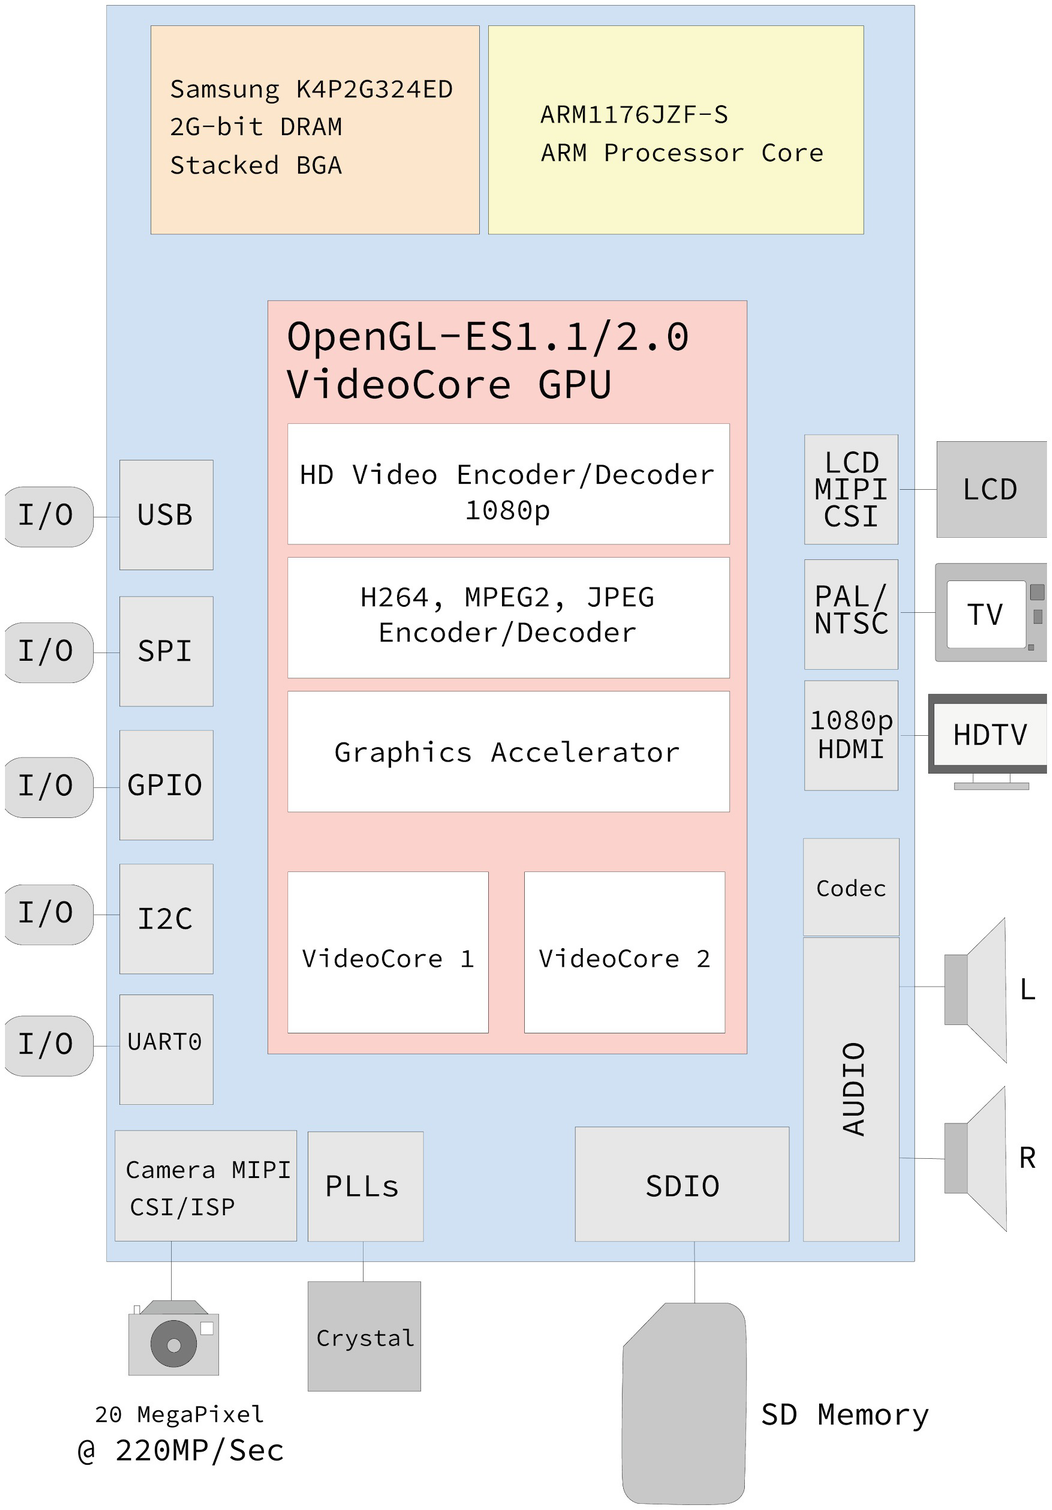 Samsung K4P2G324ED
2G-bit DRAM
Stacked BGA
ARM1176JZF-S
ARM Processor Core
OpenGL-ES1.1/2.0
VideoCore GPU
HD Video Encoder/Decoder
1080p
H264, MPEG2, JPEG
Encoder/Decoder
Graphics Accelerator
VideoCore 1
VideoCore 2
I/O
USB
I/O
SPI
I/O
GPIO
I/O
I2C
I/O
UART0
LCD
MIPI
CSI
LCD
PAL/
NTSC
TV
1080p
HDMI
HDTV
Codec
AUDIO
L
R
Camera MIPI
CSI/ISP
PLLs
SDIO
Crystal
20 MegaPixel
@ 220MP/Sec
SD Memory